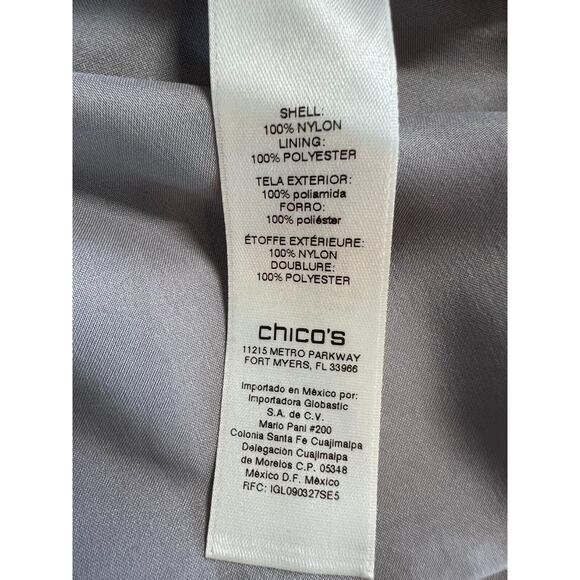 SHELL:
100% NYLON
LINING:
100% POLYESTER
TELA EXTERIOR:
100% poliamida
FORRO:
100% poliéster
ÉTOFFE EXTÉRIEURE:
100% NYLON
DOUBLURE:
100% POLYESTER
chico's
11215 METRO PARKWAY
FORT MYERS, FL 33966
Importado en México por:
Importadora Globastic
S.A. de C.V.
Mario Pani #200
Colonia Santa Fe Cuajimalpa
Delegación Cuajimalpa
de Morelos C.P. 05348
México D.F. México
RFC: IGL090327SE5